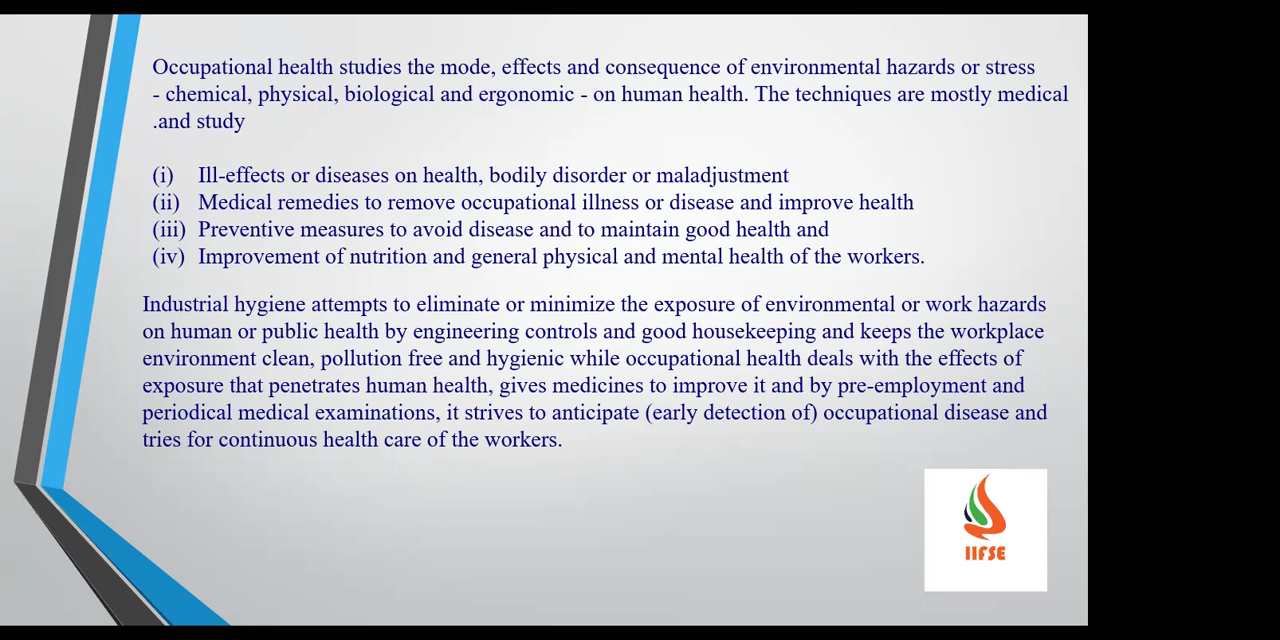 Occupational health studies the mode, effects and consequence of environmental hazards or stress
- chemical, physical, biological and ergonomic - on human health. The techniques are mostly medical
.and study
(i) Ill-effects or diseases on health, bodily disorder or maladjustment
(ii) Medical remedies to remove occupational illness or disease and improve health
(iii) Preventive measures to avoid disease and to maintain good health and
(iv) Improvement of nutrition and general physical and mental health of the workers.
Industrial hygiene attempts to eliminate or minimize the exposure of environmental or work hazards
on human or public health by engineering controls and good housekeeping and keeps the workplace
environment clean, pollution free and hygienic while occupational health deals with the effects of
exposure that penetrates human health, gives medicines to improve it and by pre-employment and
periodical medical examinations, it strives to anticipate (early detection of) occupational disease and
tries for continuous health care of the workers.
IIFSE